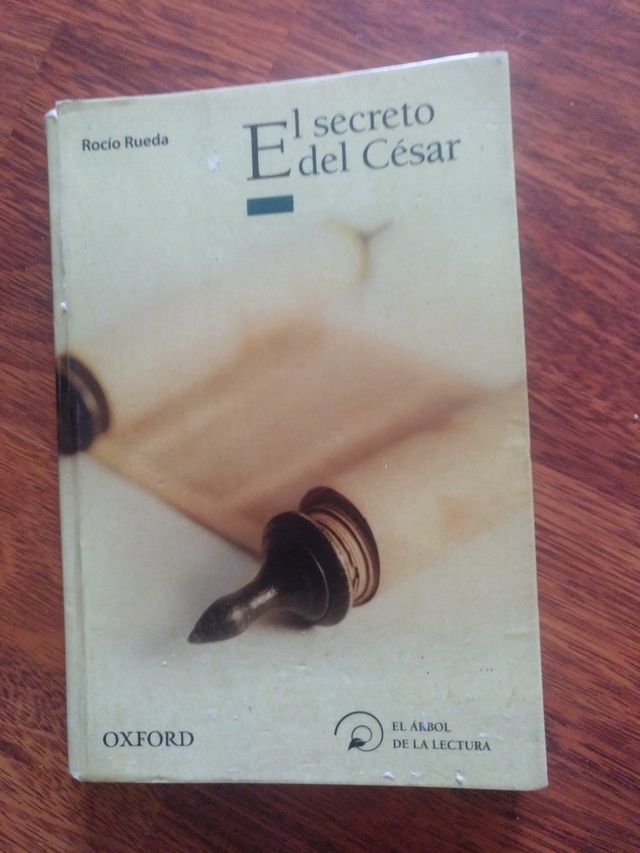 Rocío Rueda
El secreto
del César
OXFORD
EL ÁRBOL
DE LA LECTURA